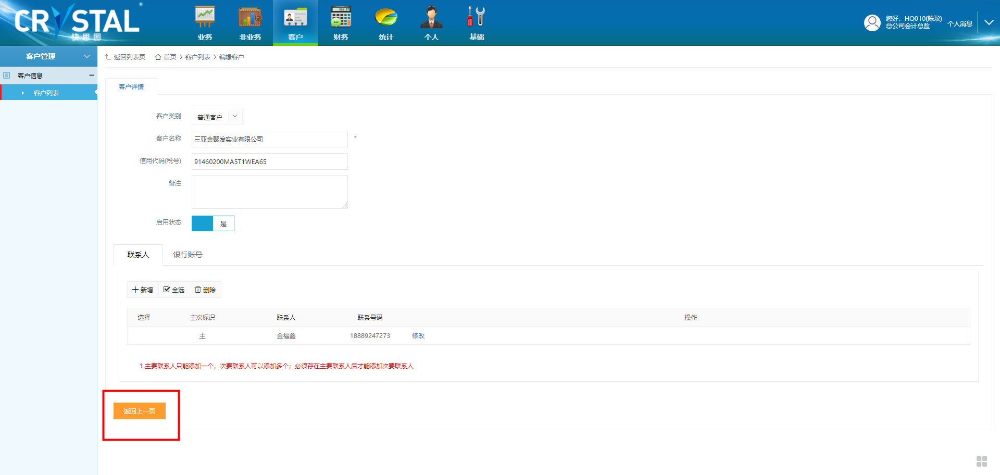 CRYSTAL®
快思图
业务
非业务
客户
财务
统计
个人
基础
您好，HQ010(陈玟)
总公司会计总监
个人消息
客户管理
客户信息
客户列表
返回列表页 首页 > 客户列表 > 编辑客户
客户详情
客户类别 普通客户
客户名称 三亚金聚发实业有限公司 *
信用代码(税号) 91460200MA5T1WEA65
备注
启用状态 是
联系人 银行账号
新增 全选 删除
选择 主次标识 联系人 联系号码 操作
主 金福鑫 18889247273 修改
1.主要联系人只能添加一个，次要联系人可以添加多个；必须存在主要联系人后才能添加次要联系人
返回上一页